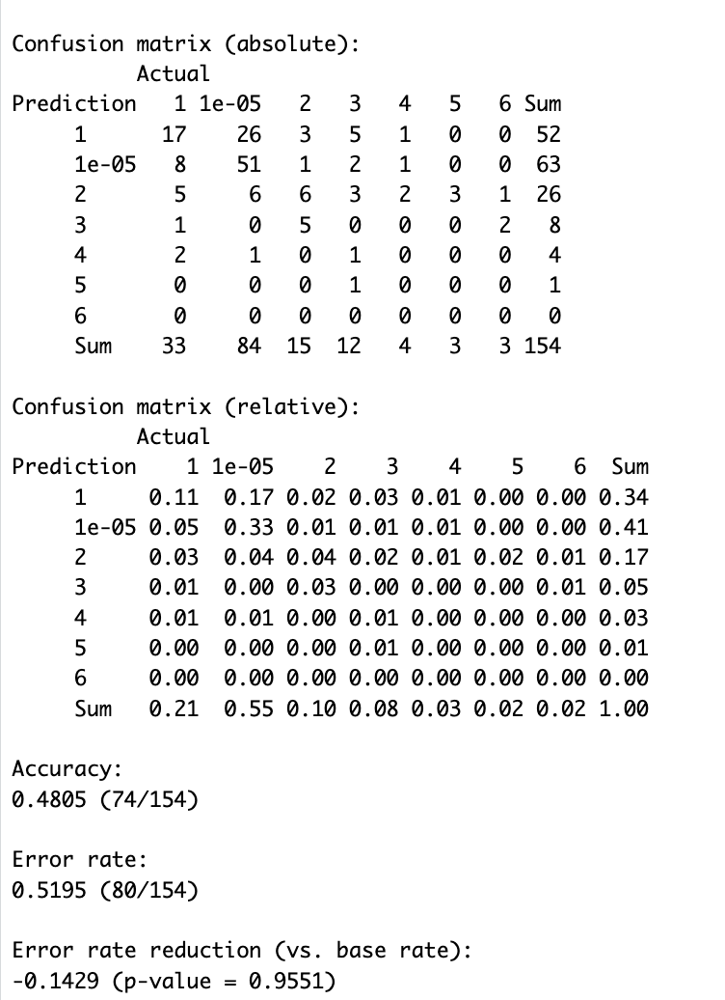 Confusion matrix (absolute):
          Actual
Prediction   1 1e-05   2   3   4   5   6 Sum
     1      17    26   3   5   1   0   0  52
     1e-05   8    51   1   2   1   0   0  63
     2       5     6   6   3   2   3   1  26
     3       1     0   5   0   0   0   2   8
     4       2     1   0   1   0   0   0   4
     5       0     0   0   1   0   0   0   1
     6       0     0   0   0   0   0   0   0
     Sum    33    84  15  12   4   3   3 154
Confusion matrix (relative):
          Actual
Prediction    1 1e-05    2    3    4    5    6  Sum
     1     0.11  0.17 0.02 0.03 0.01 0.00 0.00 0.34
     1e-05 0.05  0.33 0.01 0.01 0.01 0.00 0.00 0.41
     2     0.03  0.04 0.04 0.02 0.01 0.02 0.01 0.17
     3     0.01  0.00 0.03 0.00 0.00 0.00 0.01 0.05
     4     0.01  0.01 0.00 0.01 0.00 0.00 0.00 0.03
     5     0.00  0.00 0.00 0.01 0.00 0.00 0.00 0.01
     6     0.00  0.00 0.00 0.00 0.00 0.00 0.00 0.00
     Sum   0.21  0.55 0.10 0.08 0.03 0.02 0.02 1.00
Accuracy:
0.4805 (74/154)
Error rate:
0.5195 (80/154)
Error rate reduction (vs. base rate):
-0.1429 (p-value = 0.9551)